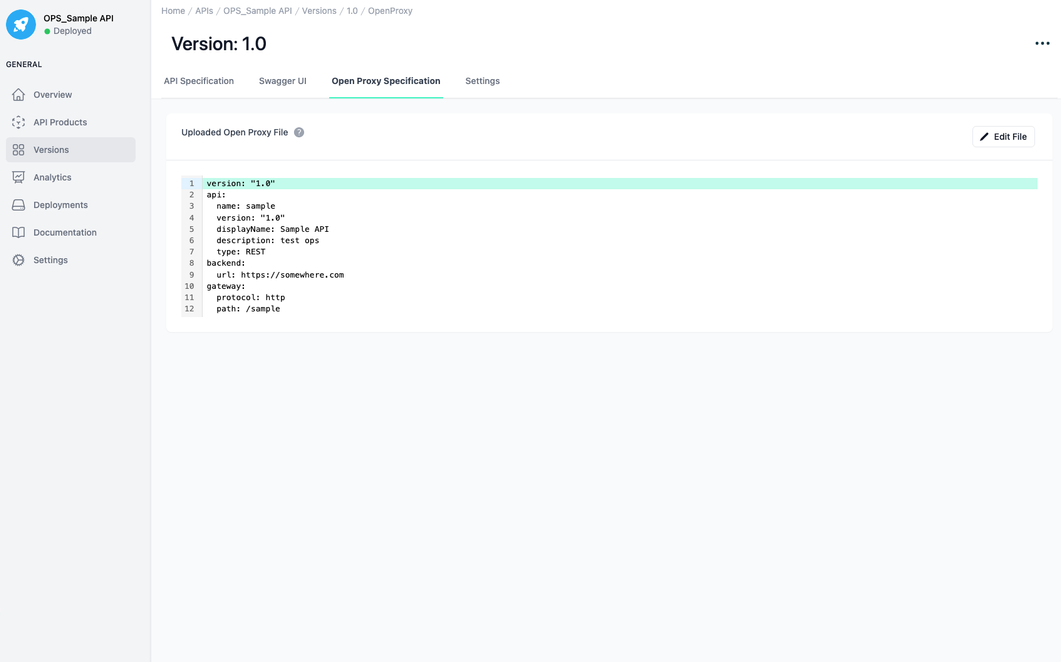 OPS_Sample API
Deployed
GENERAL
Overview
API Products
Versions
Analytics
Deployments
Documentation
Settings
Home / APIs / OPS_Sample API / Versions / 1.0 / OpenProxy
Version: 1.0
API Specification Swagger UI Open Proxy Specification Settings
Uploaded Open Proxy File ?
Edit File
1 version: "1.0"
2 api:
3   name: sample
4   version: "1.0"
5   displayName: Sample API
6   description: test ops
7   type: REST
8 backend:
9   url: https://somewhere.com
10 gateway:
11   protocol: http
12   path: /sample